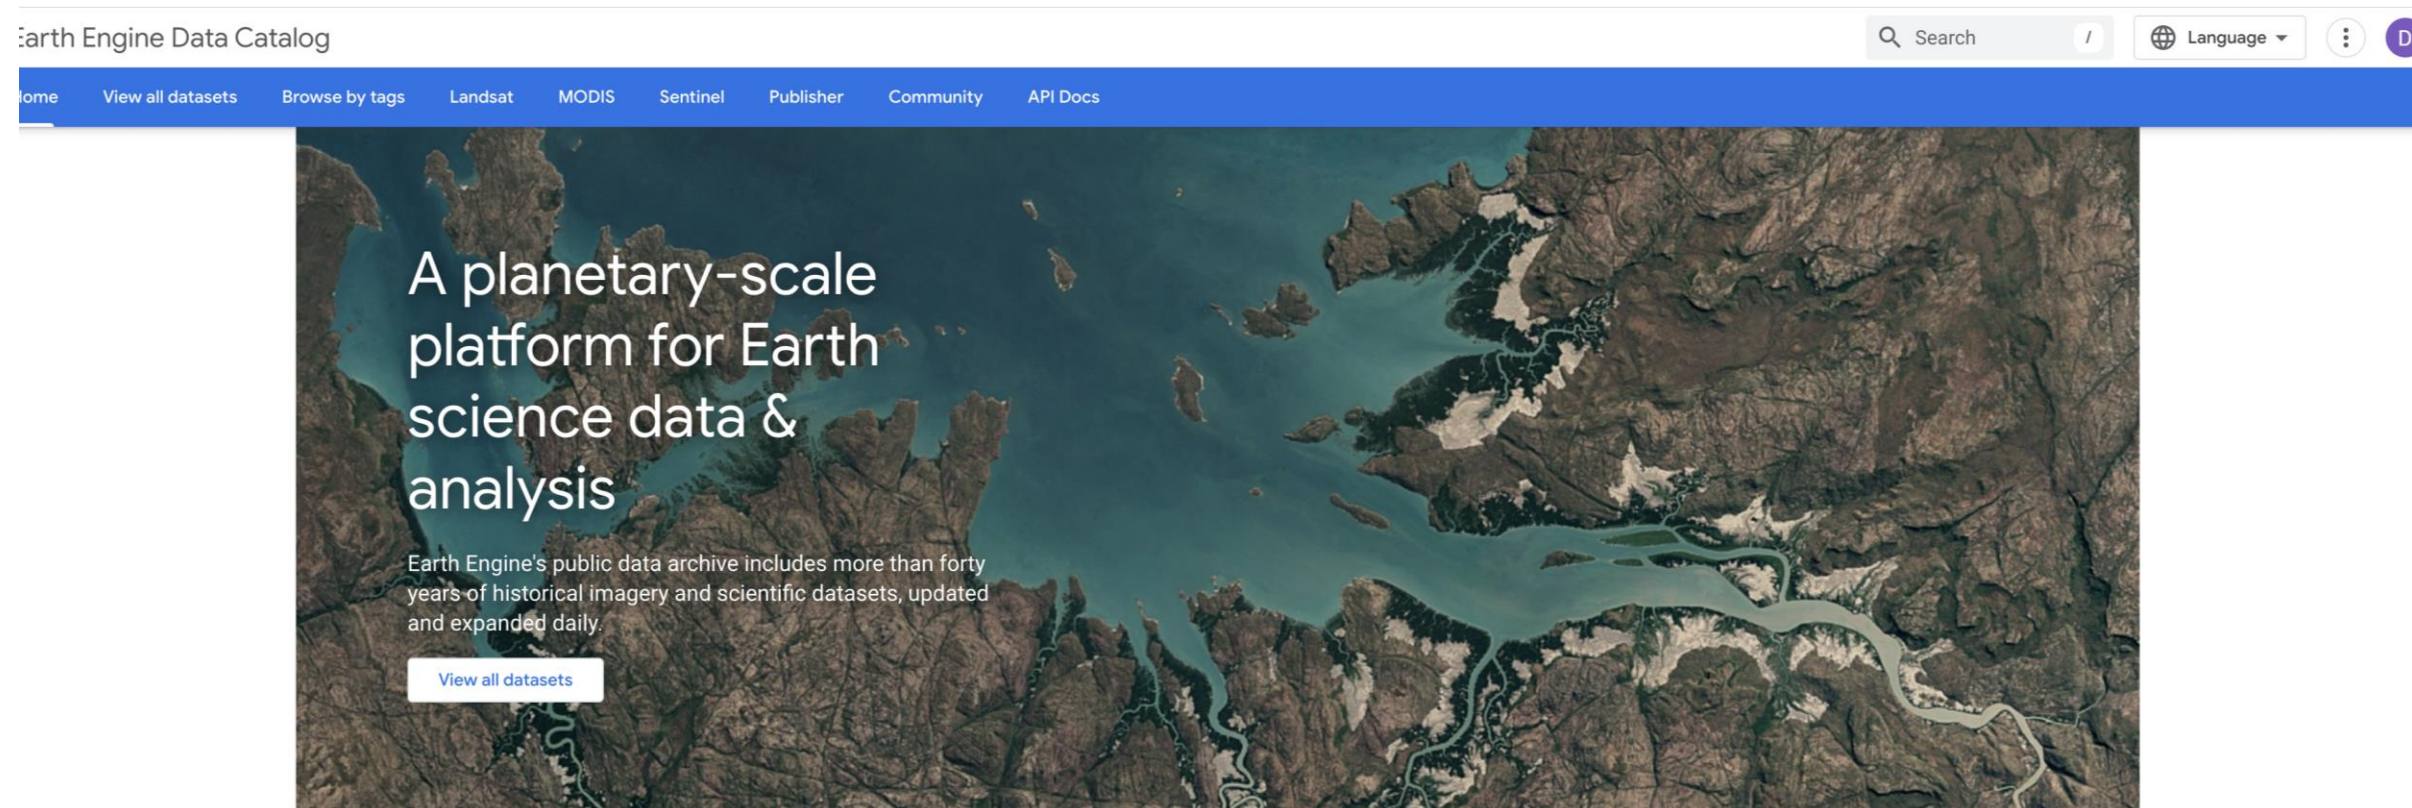 Earth Engine Data Catalog
Search /
Language
D
Home View all datasets Browse by tags Landsat MODIS Sentinel Publisher Community API Docs
A planetary-scale
platform for Earth
science data &
analysis
Earth Engine's public data archive includes more than forty
years of historical imagery and scientific datasets, updated
and expanded daily.
View all datasets